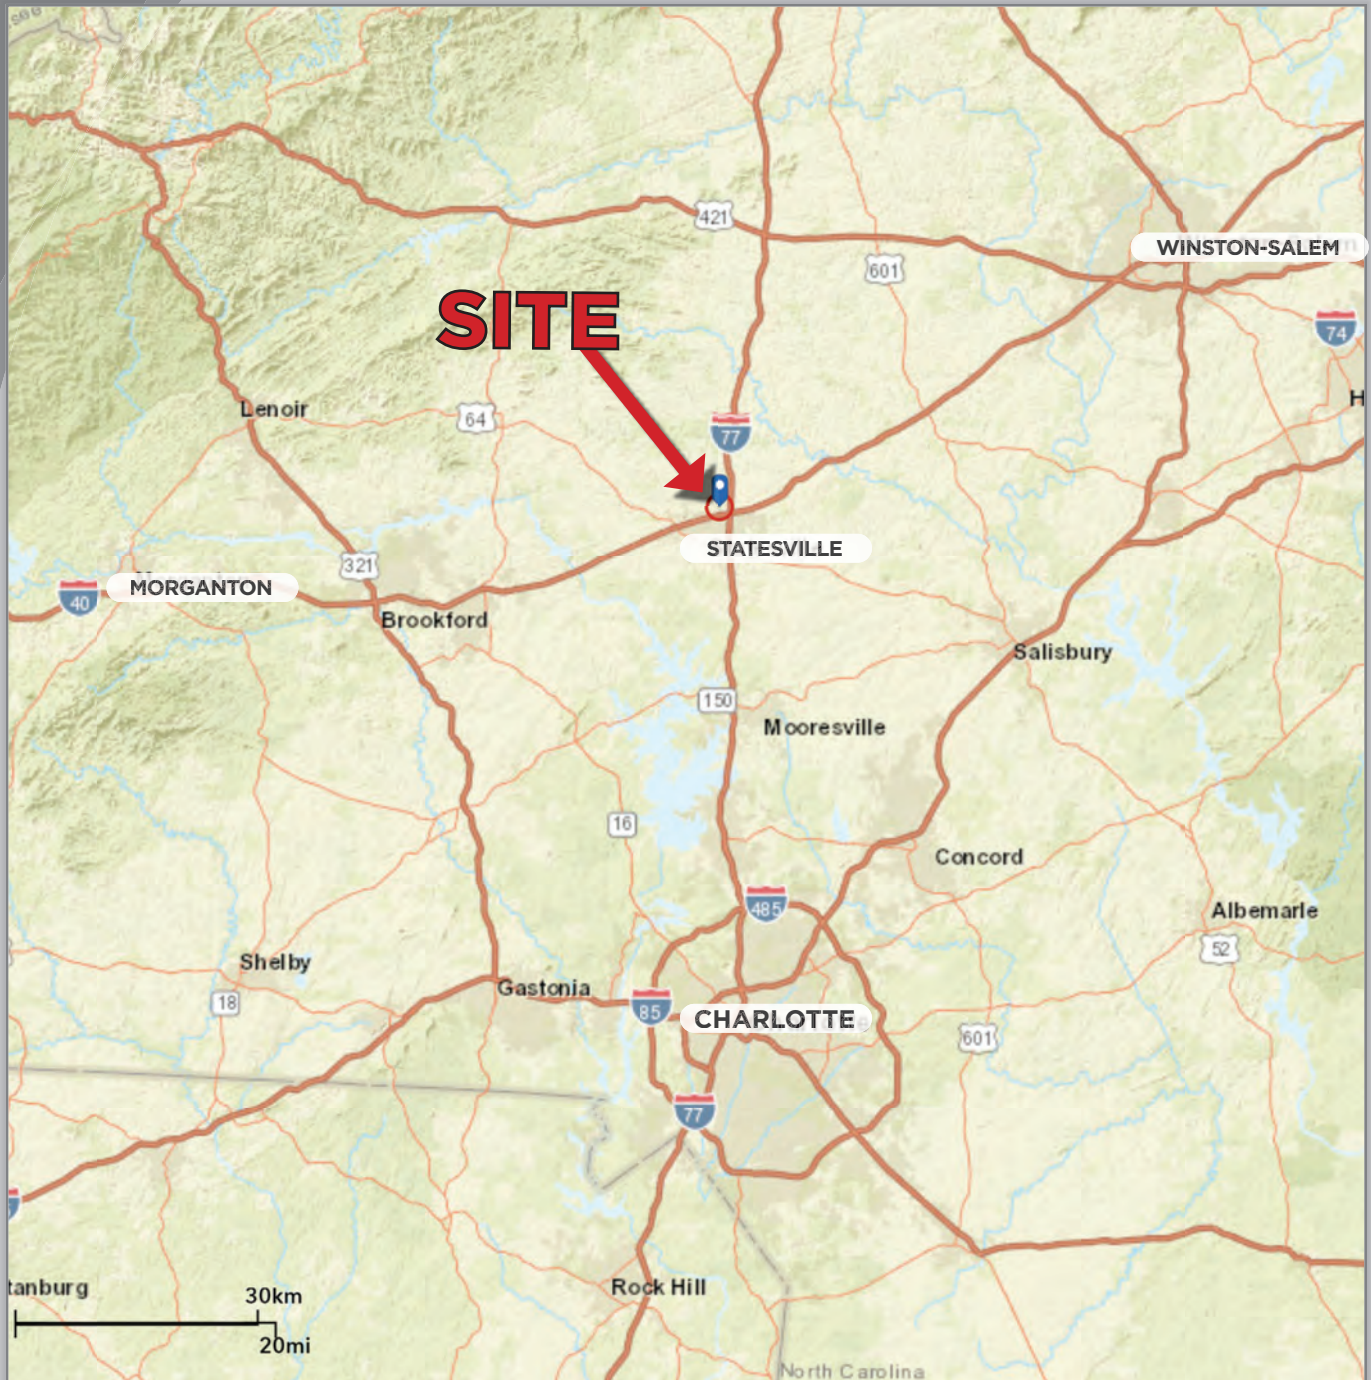 421
WINSTON-SALEM
601
SITE
74
Lenoir
64
77
STATESVILLE
321
MORGANTON
40
Brookford
Salisbury
150
Mooresville
16
Concord
485
Albemarle
52
Shelby
18
Gastonia
85
CHARLOTTE
601
77
tanburg
Rock Hill
30km
20mi
North Carolina
H